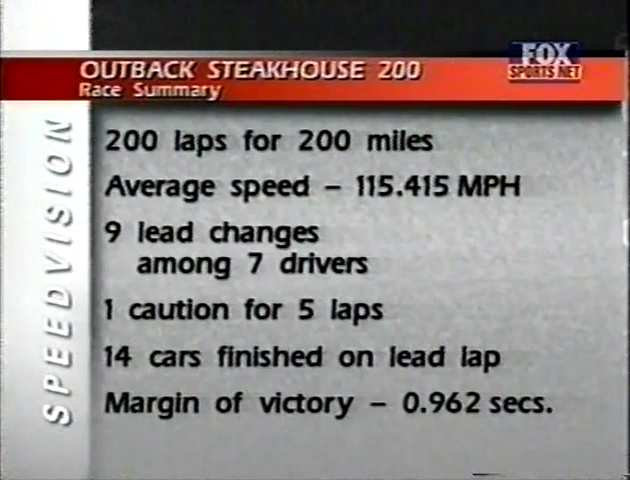 FOX
SPORTS NET
OUTBACK STEAKHOUSE 200
Race Summary
SPEEDVISION
200 laps for 200 miles
Average speed – 115.415 MPH
9 lead changes
among 7 drivers
1 caution for 5 laps
14 cars finished on lead lap
Margin of victory – 0.962 secs.